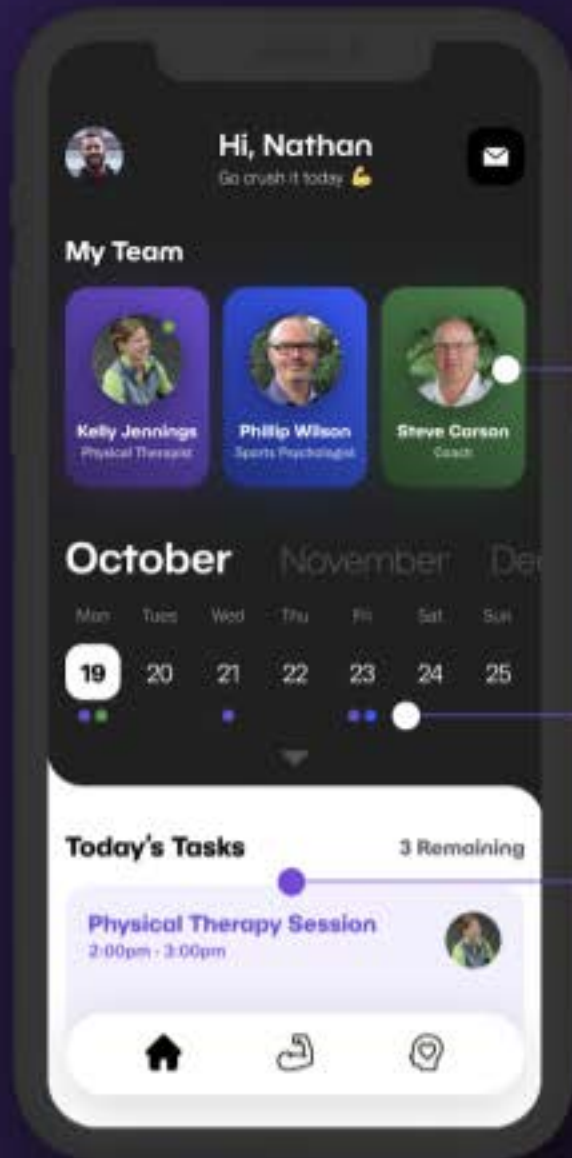 Hi, Nathan
Go crush it today 💪
My Team
Kelly Jennings
Physical Therapist
Phillip Wilson
Sports Psychologist
Steve Carson
Coach
October November Dec
Mon Tues Wed Thu Fri Sat Sun
19 20 21 22 23 24 25
Today's Tasks 3 Remaining
Physical Therapy Session
2:00pm - 3:00pm